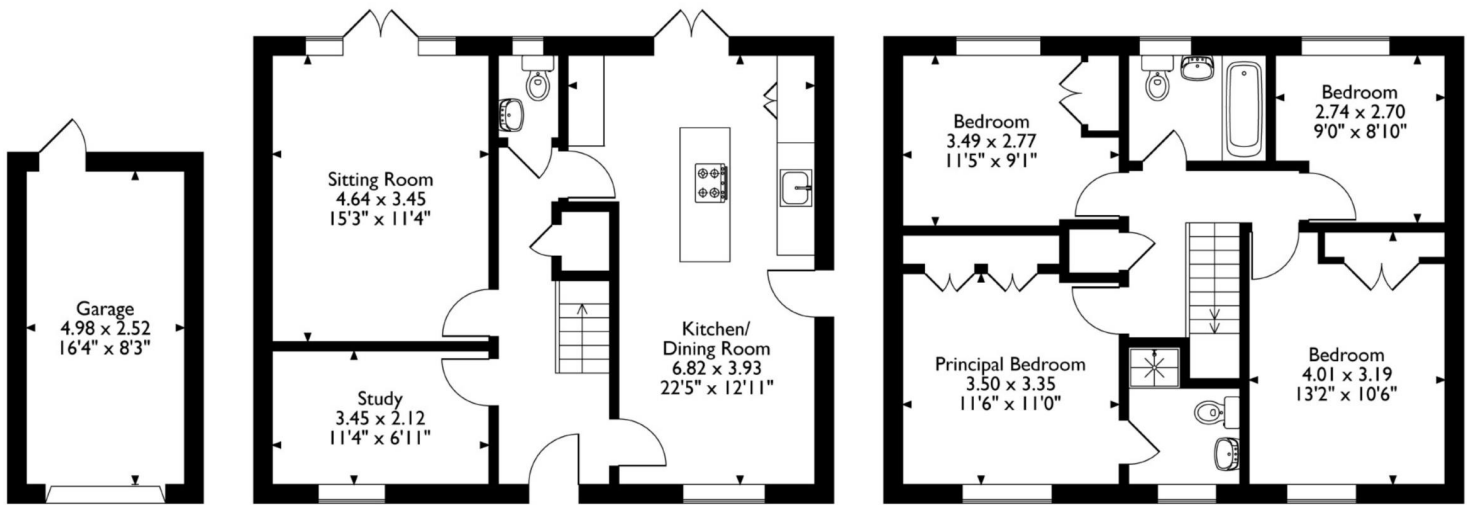 Garage
4.98 x 2.52
16'4" x 8'3"
Sitting Room
4.64 x 3.45
15'3" x 11'4"
Study
3.45 x 2.12
11'4" x 6'11"
Kitchen/
Dining Room
6.82 x 3.93
22'5" x 12'11"
Bedroom
3.49 x 2.77
11'5" x 9'1"
Bedroom
2.74 x 2.70
9'0" x 8'10"
Principal Bedroom
3.50 x 3.35
11'6" x 11'0"
Bedroom
4.01 x 3.19
13'2" x 10'6"